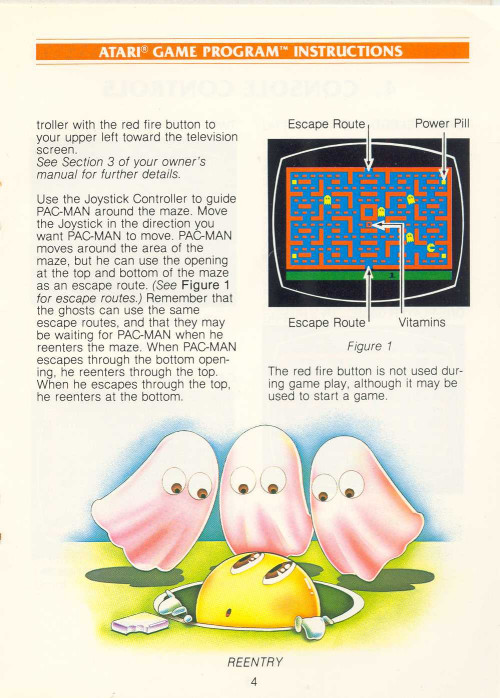 ATARI® GAME PROGRAM™ INSTRUCTIONS
troller with the red fire button to
your upper left toward the television
screen.
See Section 3 of your owner's
manual for further details.
Use the Joystick Controller to guide
PAC-MAN around the maze. Move
the Joystick in the direction you
want PAC-MAN to move. PAC-MAN
moves around the area of the
maze, but he can use the opening
at the top and bottom of the maze
as an escape route. (See Figure 1
for escape routes.) Remember that
the ghosts can use the same
escape routes, and that they may
be waiting for PAC-MAN when he
reenters the maze. When PAC-MAN
escapes through the bottom open-
ing, he reenters through the top.
When he escapes through the top,
he reenters at the bottom.
Escape Route
Power Pill
1
Escape Route
Vitamins
Figure 1
The red fire button is not used dur-
ing game play, although it may be
used to start a game.
REENTRY
4